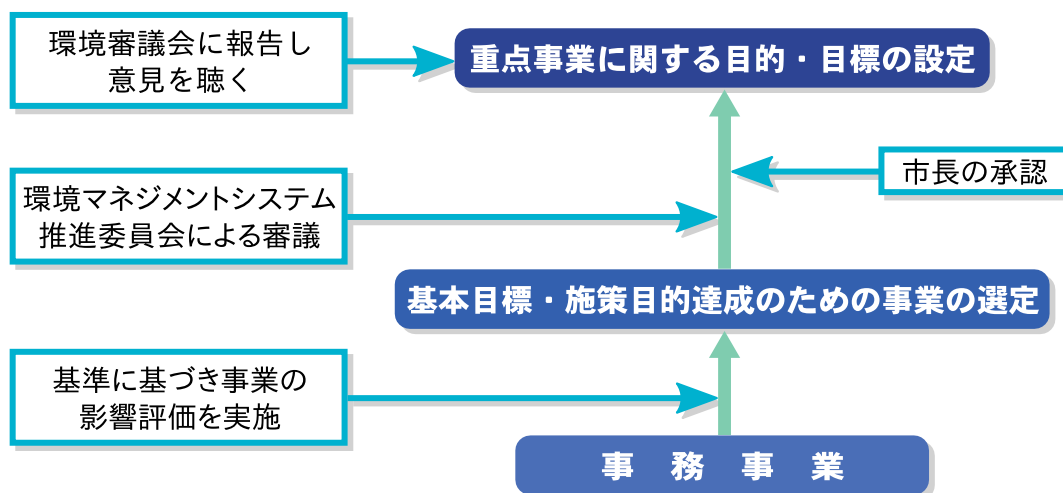 環境審議会に報告し
意見を聴く
重点事業に関する目的・目標の設定
市長の承認
環境マネジメントシステム
推進委員会による審議
基本目標・施策目的達成のための事業の選定
基準に基づき事業の
影響評価を実施
事務事業